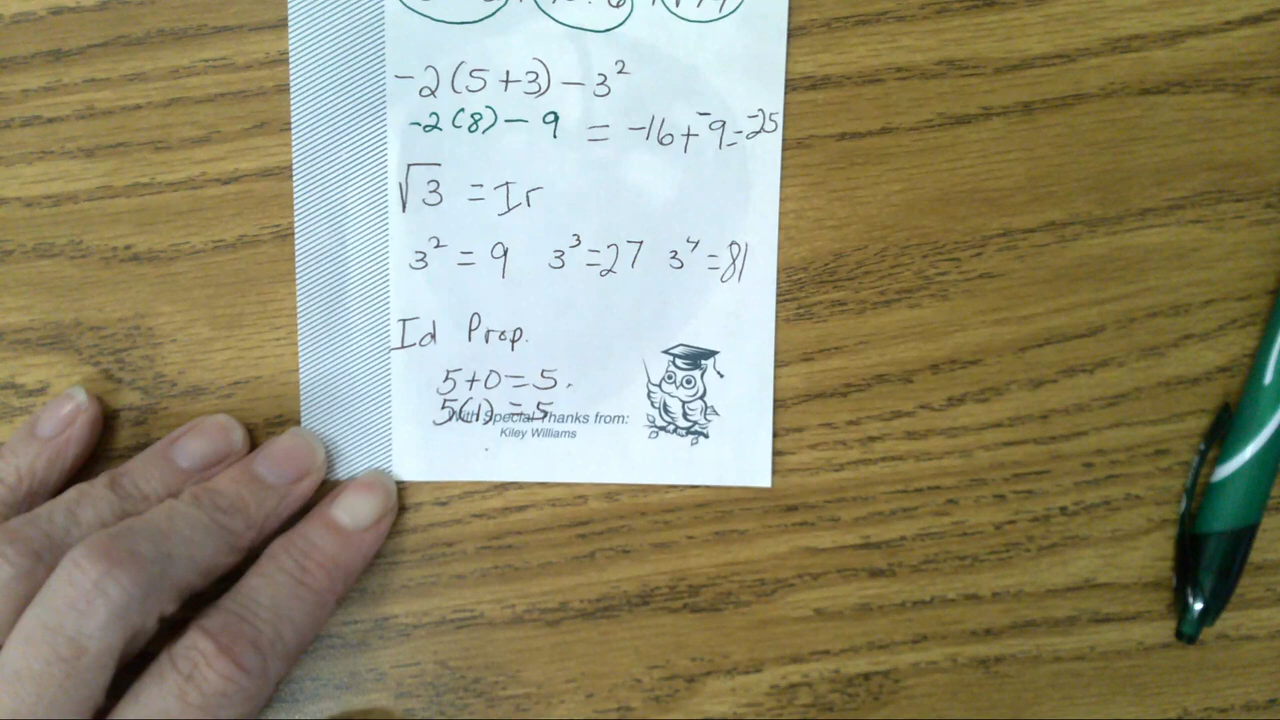 -2(5+3)-3²
-2(8)-9 = -16+⁻9=-25
√3 = Ir
3²=9 3³=27 3⁴=81
Id Prop.
5+0=5.
5(1)=5
With Special Thanks from:
Kiley Williams